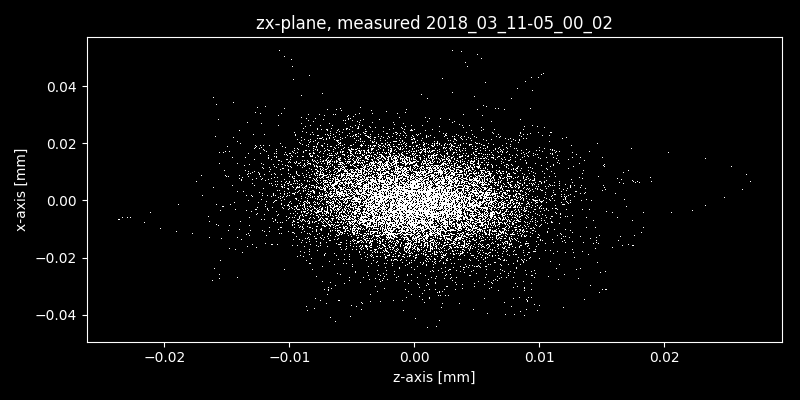 zx-plane, measured 2018_03_11-05_00_02
0.04
0.02
0.00
−0.02
−0.04
x-axis [mm]
−0.02 −0.01 0.00 0.01 0.02
z-axis [mm]